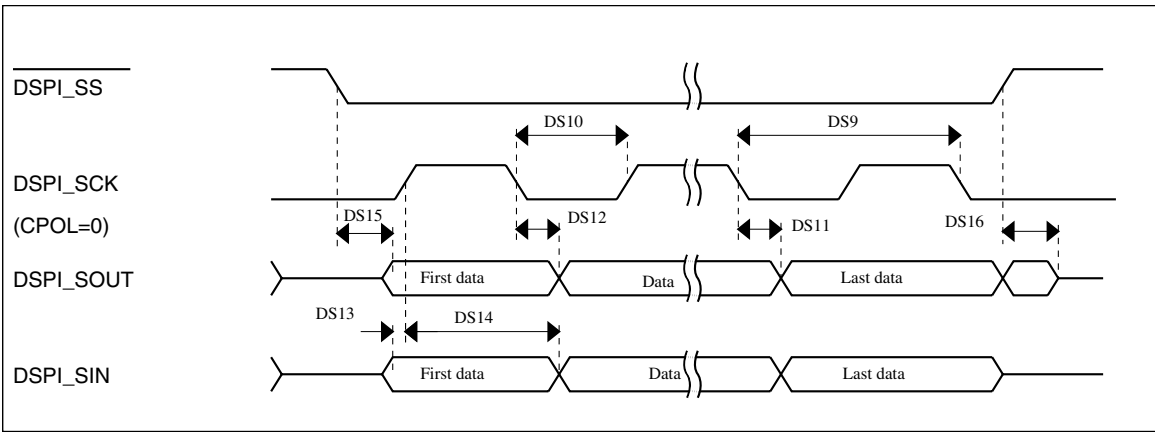 DSPI_SS
DS10
DS9
DSPI_SCK
(CPOL=0)
DS15
DS12
DS11
DS16
DSPI_SOUT
First data
Data
Last data
DS13
DS14
DSPI_SIN
First data
Data
Last data